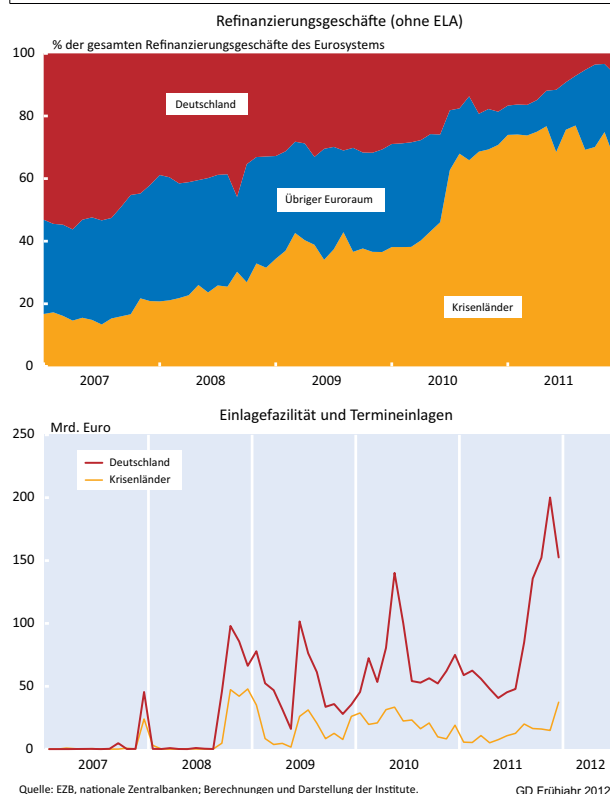 Refinanzierungsgeschäfte (ohne ELA)
% der gesamten Refinanzierungsgeschäfte des Eurosystems
100
80
60
40
20
0
Deutschland
Übriger Euroraum
Krisenländer
2007 2008 2009 2010 2011
Einlagefazilität und Termineinlagen
Mrd. Euro
250
200
150
100
50
0
Deutschland
Krisenländer
2007 2008 2009 2010 2011 2012
Quelle: EZB, nationale Zentralbanken; Berechnungen und Darstellung der Institute.
GD Frühjahr 2012